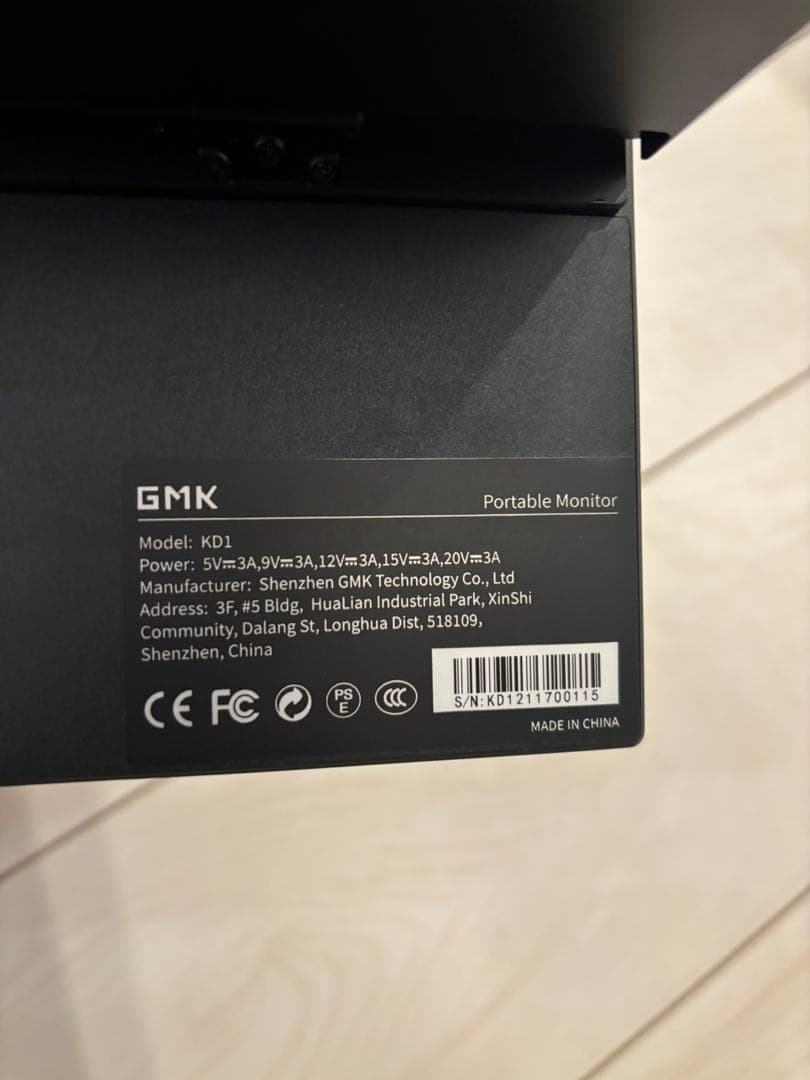 GMK
Portable Monitor
Model: KD1
Power: 5V⎓3A,9V⎓3A,12V⎓3A,15V⎓3A,20V⎓3A
Manufacturer: Shenzhen GMK Technology Co., Ltd
Address: 3F, #5 Bldg, HuaLian Industrial Park, XinShi
Community, Dalang St, Longhua Dist, 518109,
Shenzhen, China
CE FC PS E CCC
S/N:KD1211700115
MADE IN CHINA